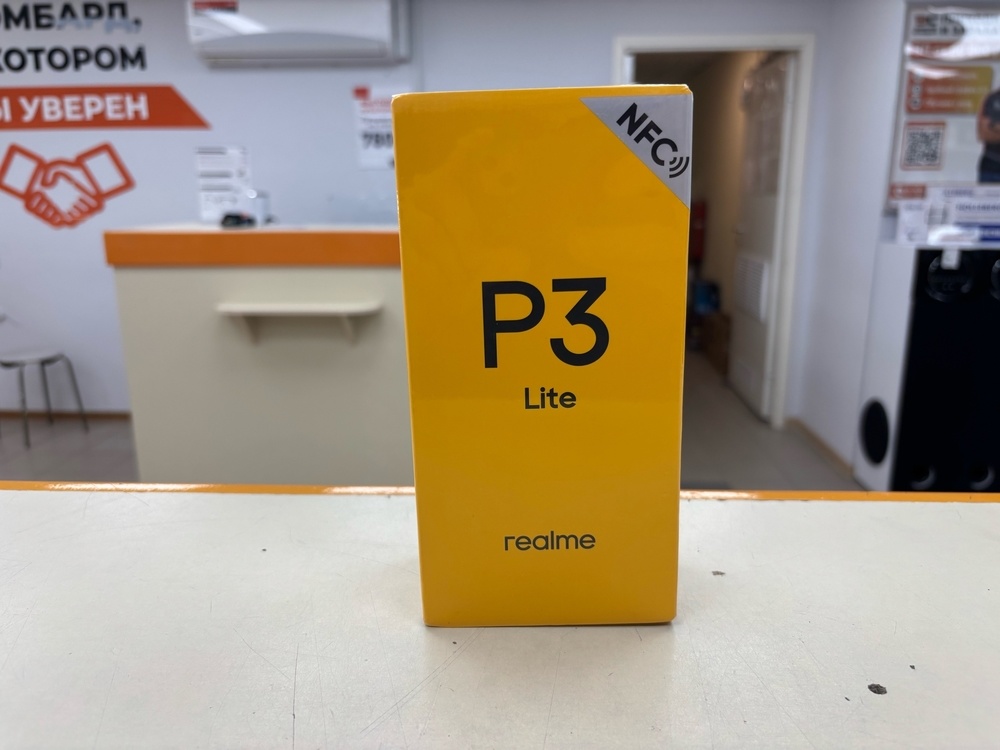 ОМБАРД,
КОТОРОМ
Ы УВЕРЕН
NFC
P3
Lite
realme